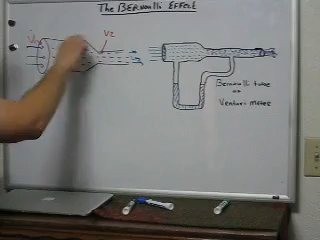 The BERNoulli EFFect
V1
V2
Bernoulli tube
or
Venturi meter